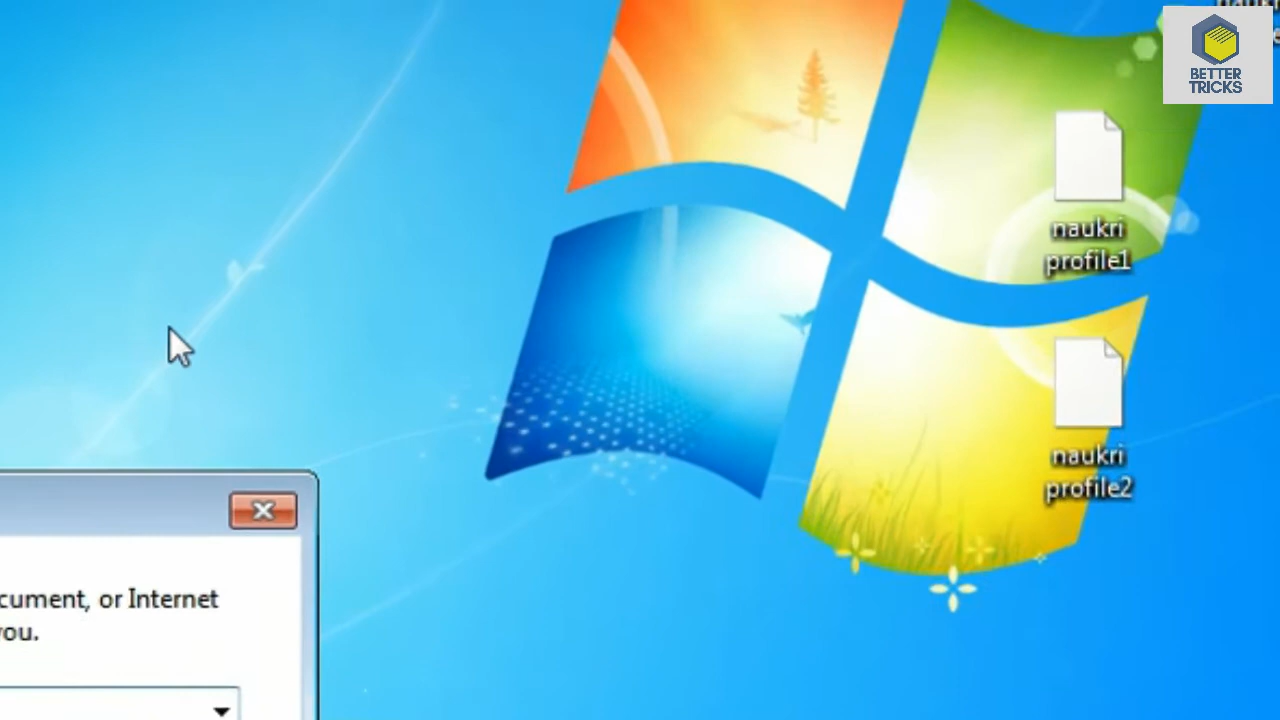 BETTER
TRICKS
naukri
profile1
naukri
profile2
cument, or Internet
you.